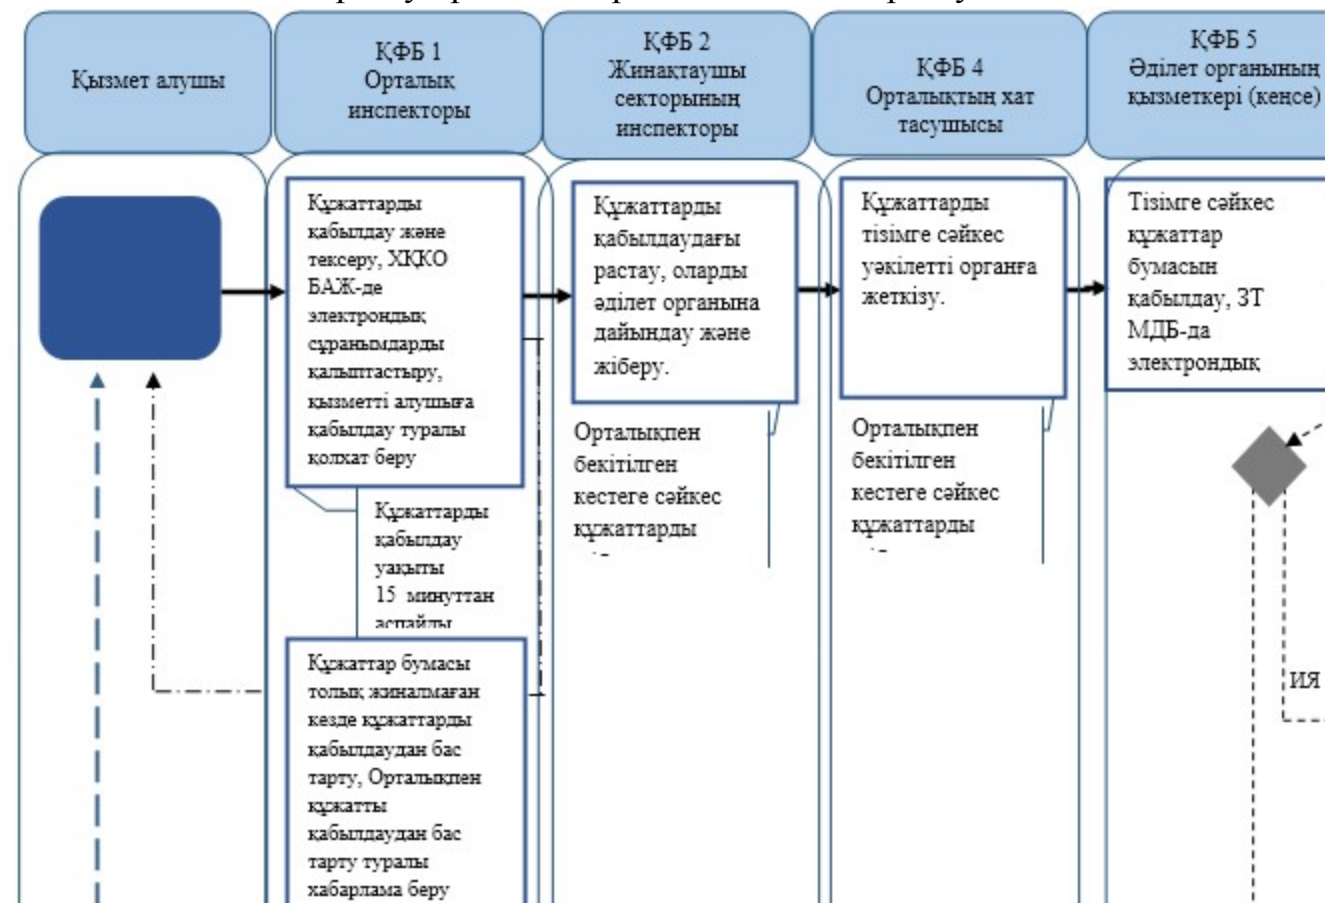 Қызмет алушы
ҚФБ 1
Орталық
инспекторы
ҚФБ 2
Жинақтаушы
секторының
инспекторы
ҚФБ 4
Орталықтың хат
тасушысы
ҚФБ 5
Әділет органының
қызметкері (кеңсе)
Құжаттарды
қабылдау және
тексеру, ХҚКО
БАЖ-де
электрондық
сұранымдарды
қалыптастыру,
қызметті алушыға
қабылдау туралы
қолхат беру
Құжаттарды
қабылдаудағы
растау, оларды
әділет органына
дайындау және
жіберу.
Құжаттарды
тізімге сәйкес
уәкілетті органға
жеткізу.
Тізімге сәйкес
құжаттар
бумасын
қабылдау, ЗТ
МДБ-да
электрондық
Құжаттарды
қабылдау
уақыты
15 минуттан
аспайды
Орталықпен
бекітілген
кестеге сәйкес
құжаттарды
Орталықпен
бекітілген
кестеге сәйкес
құжаттарды
Құжаттар бумасы
толық жиналмаған
кезде құжаттарды
қабылдаудан бас
тарту, Орталықпен
құжатты
қабылдаудан бас
тарту туралы
хабарлама беру
ИЯ